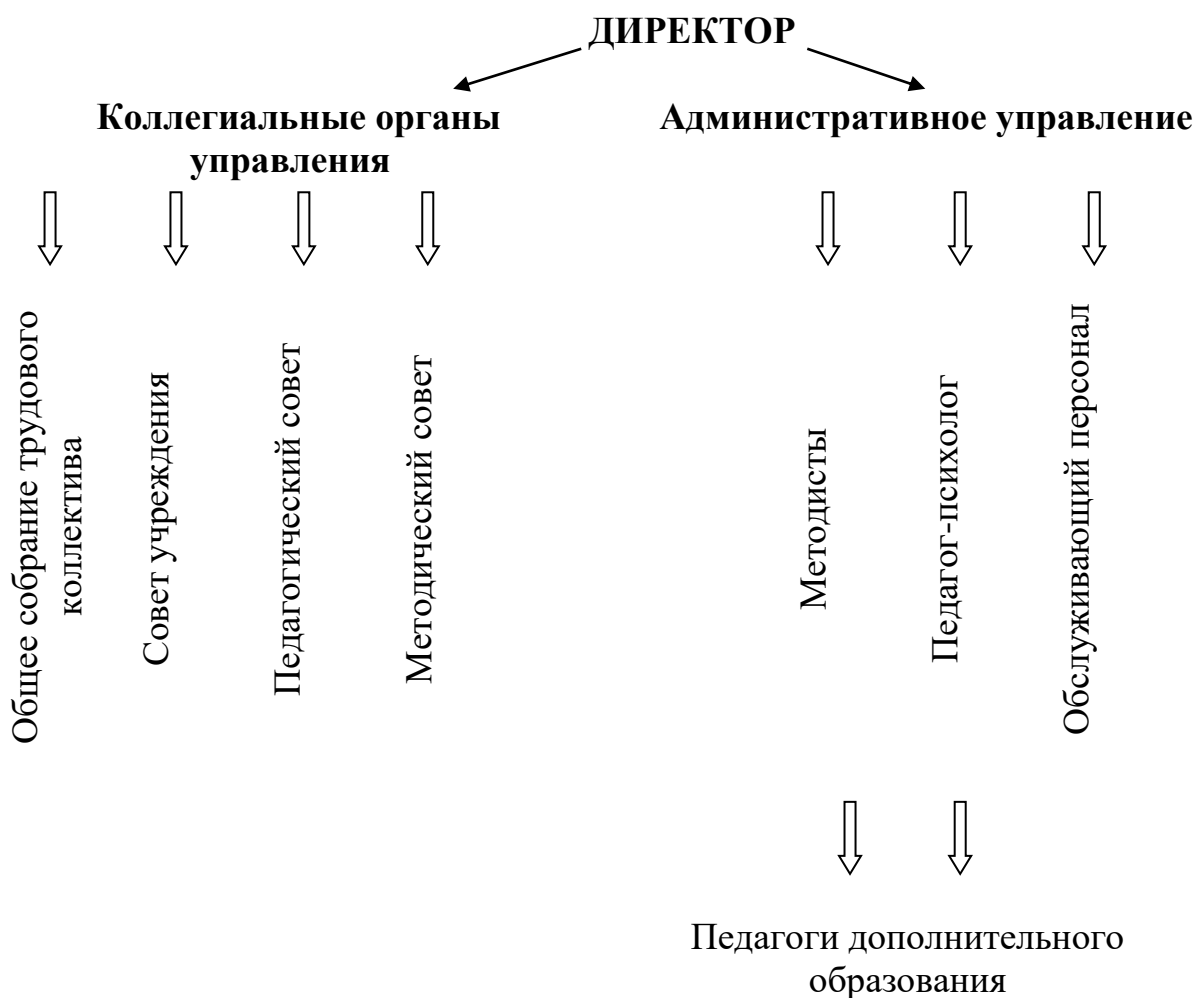 ДИРЕКТОР
Коллегиальные органы
управления
Административное управление
Общее собрание трудового
коллектива
Совет учреждения
Педагогический совет
Методический совет
Методисты
Педагог-психолог
Обслуживающий персонал
Педагоги дополнительного
образования